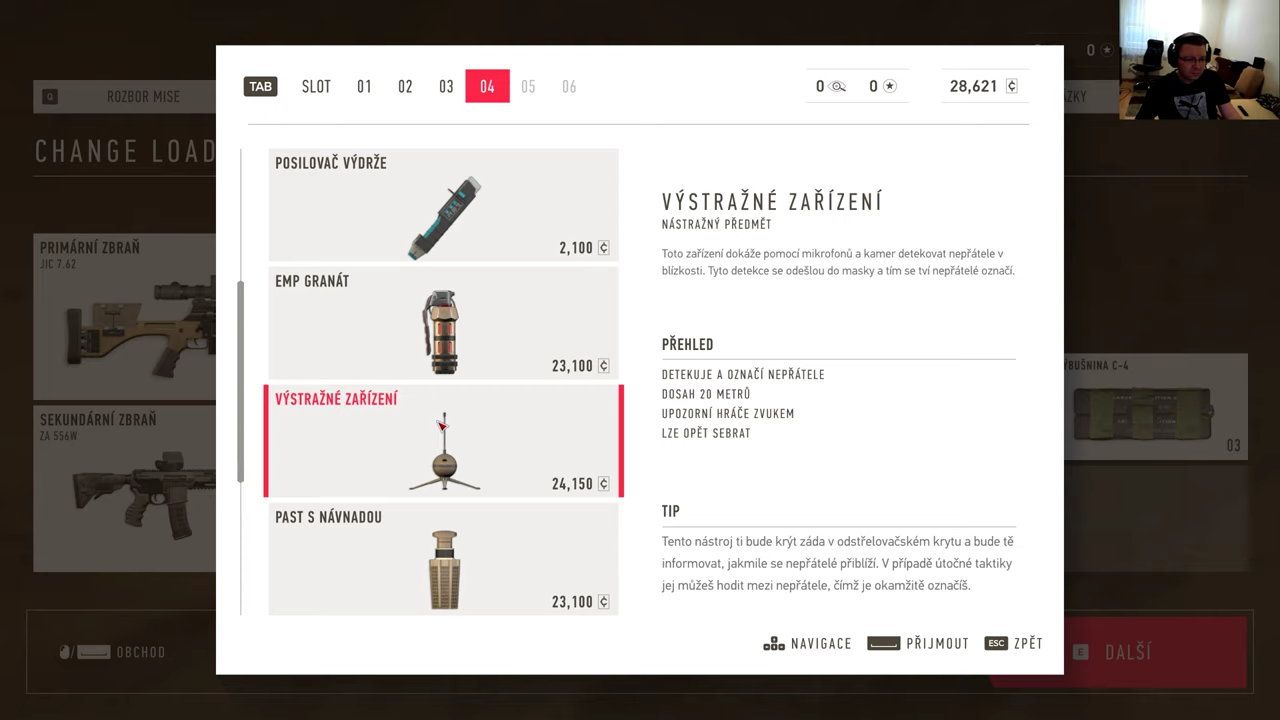 0
Q
ROZBOR MISE
ÁZKY
CHANGE LOAD
PRIMÁRNÍ ZBRAŇ
JIC 7.62
SEKUNDÁRNÍ ZBRAŇ
ZA 556W
OBCHOD
TAB SLOT 01 02 03 04 05 06
0 0 28,621
POSILOVAČ VÝDRŽE
2,100
EMP GRANÁT
23,100
VÝSTRAŽNÉ ZAŘÍZENÍ
24,150
PAST S NÁVNADOU
23,100
VÝSTRAŽNÉ ZAŘÍZENÍ
NÁSTRAŽNÝ PŘEDMĚT
Toto zařízení dokáže pomocí mikrofonů a kamer detekovat nepřátele v
blízkosti. Tyto detekce se odešlou do masky a tím se tví nepřátelé označí.
PŘEHLED
DETEKUJE A OZNAČÍ NEPŘÁTELE
DOSAH 20 METRŮ
UPOZORNÍ HRÁČE ZVUKEM
LZE OPĚT SEBRAT
TIP
Tento nástroj ti bude krýt záda v odstřelovačském krytu a bude tě
informovat, jakmile se nepřátelé přiblíží. V případě útočné taktiky
jej můžeš hodit mezi nepřátele, čímž je okamžitě označíš.
NAVIGACE PŘIJMOUT ESC ZPĚT
ÝBUŠNINA C-4
03
E DALŠÍ